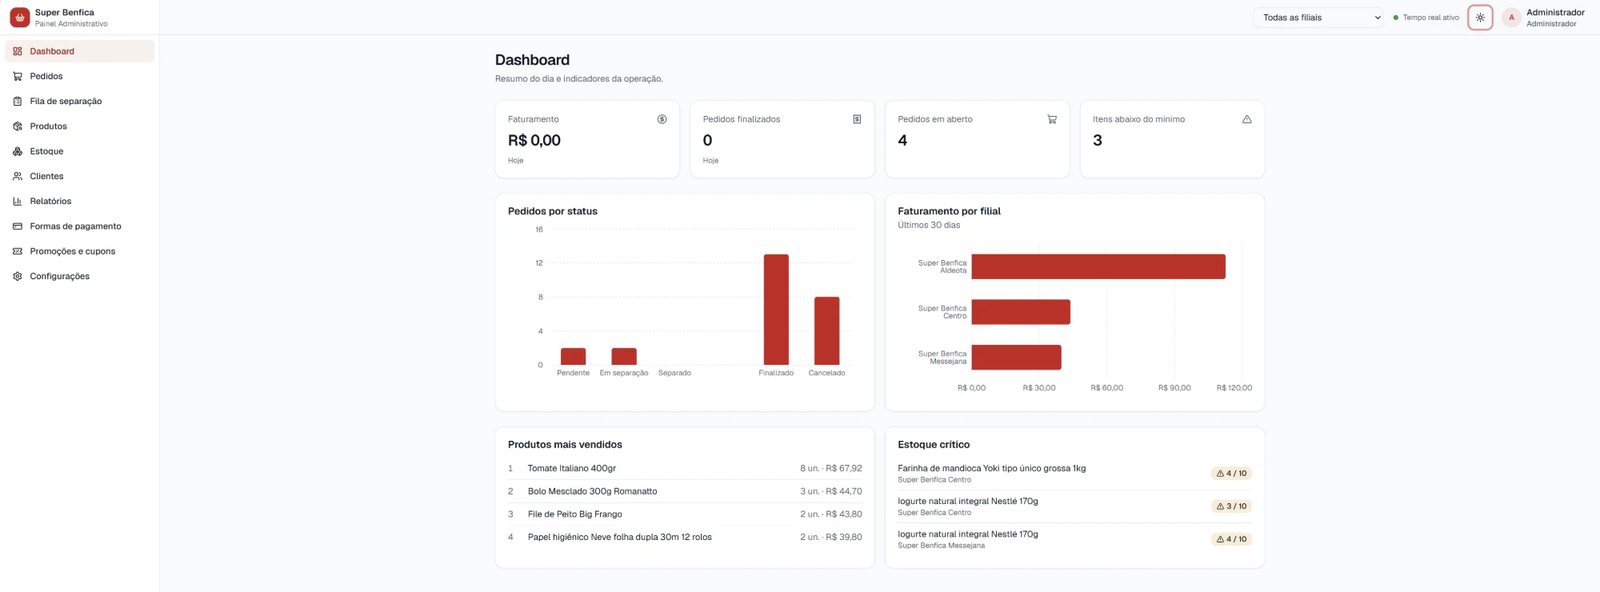 Super Benfica
Painel Administrativo
Todas as filiais
Tempo real ativo
A
Administrador
Administrador
Dashboard
Pedidos
Fila de separação
Produtos
Estoque
Clientes
Relatórios
Formas de pagamento
Promoções e cupons
Configurações
Dashboard
Resumo do dia e indicadores da operação.
Faturamento
R$ 0,00
Hoje
Pedidos finalizados
0
Hoje
Pedidos em aberto
4
Itens abaixo do mínimo
3
Pedidos por status
16
12
8
4
0
Pendente
Em separação
Separado
Finalizado
Cancelado
Faturamento por filial
Últimos 30 dias
Super Benfica
Aldeota
Super Benfica
Centro
Super Benfica
Messejana
R$ 0,00
R$ 30,00
R$ 60,00
R$ 90,00
R$ 120,00
Produtos mais vendidos
1 Tomate Italiano 400gr 8 un. · R$ 67,92
2 Bolo Mesclado 300g Romanatto 3 un. · R$ 44,70
3 File de Peito Big Frango 2 un. · R$ 43,80
4 Papel higiênico Neve folha dupla 30m 12 rolos 2 un. · R$ 39,80
Estoque crítico
Farinha de mandioca Yoki tipo único grossa 1kg
Super Benfica Centro
4 / 10
Iogurte natural integral Nestlé 170g
Super Benfica Centro
3 / 10
Iogurte natural integral Nestlé 170g
Super Benfica Messejana
4 / 10